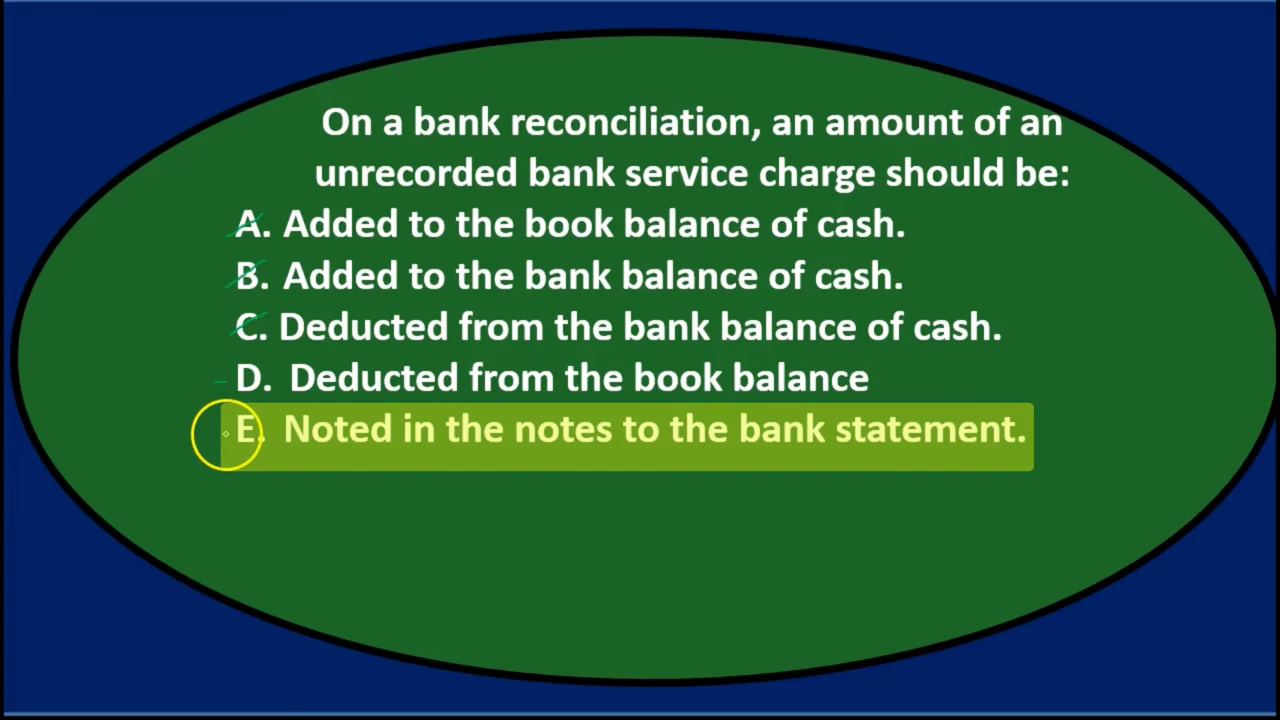 On a bank reconciliation, an amount of an
unrecorded bank service charge should be:
A. Added to the book balance of cash.
B. Added to the bank balance of cash.
C. Deducted from the bank balance of cash.
D. Deducted from the book balance
E. Noted in the notes to the bank statement.